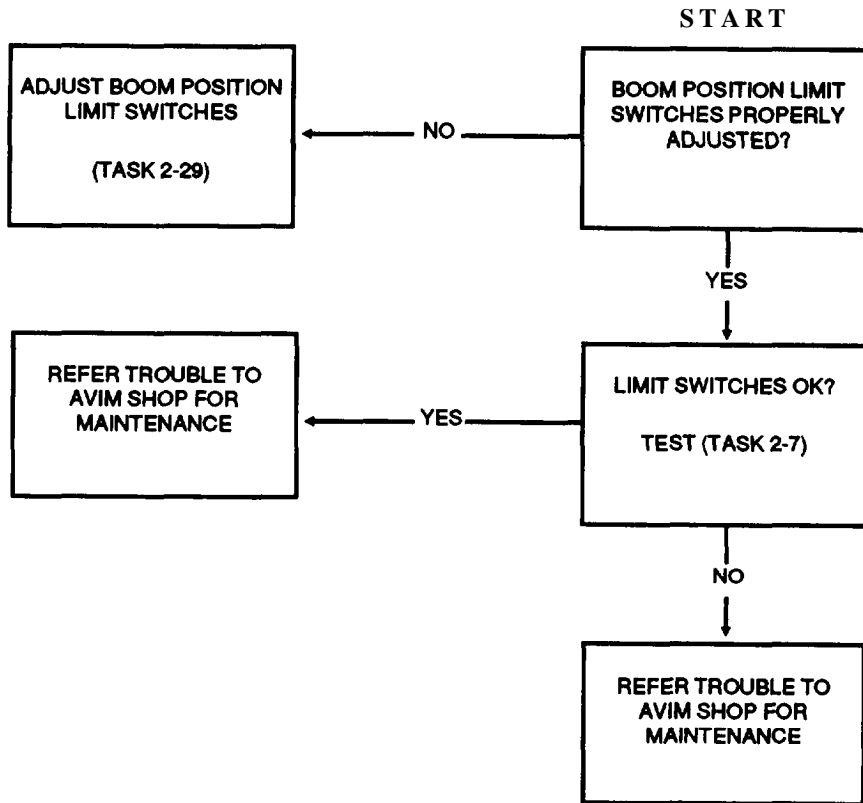 START
BOOM POSITION LIMIT
SWITCHES PROPERLY
ADJUSTED?
NO
ADJUST BOOM POSITION
LIMIT SWITCHES
(TASK 2-29)
YES
LIMIT SWITCHES OK?
TEST (TASK 2-7)
YES
REFER TROUBLE TO
AVIM SHOP FOR
MAINTENANCE
NO
REFER TROUBLE TO
AVIM SHOP FOR
MAINTENANCE